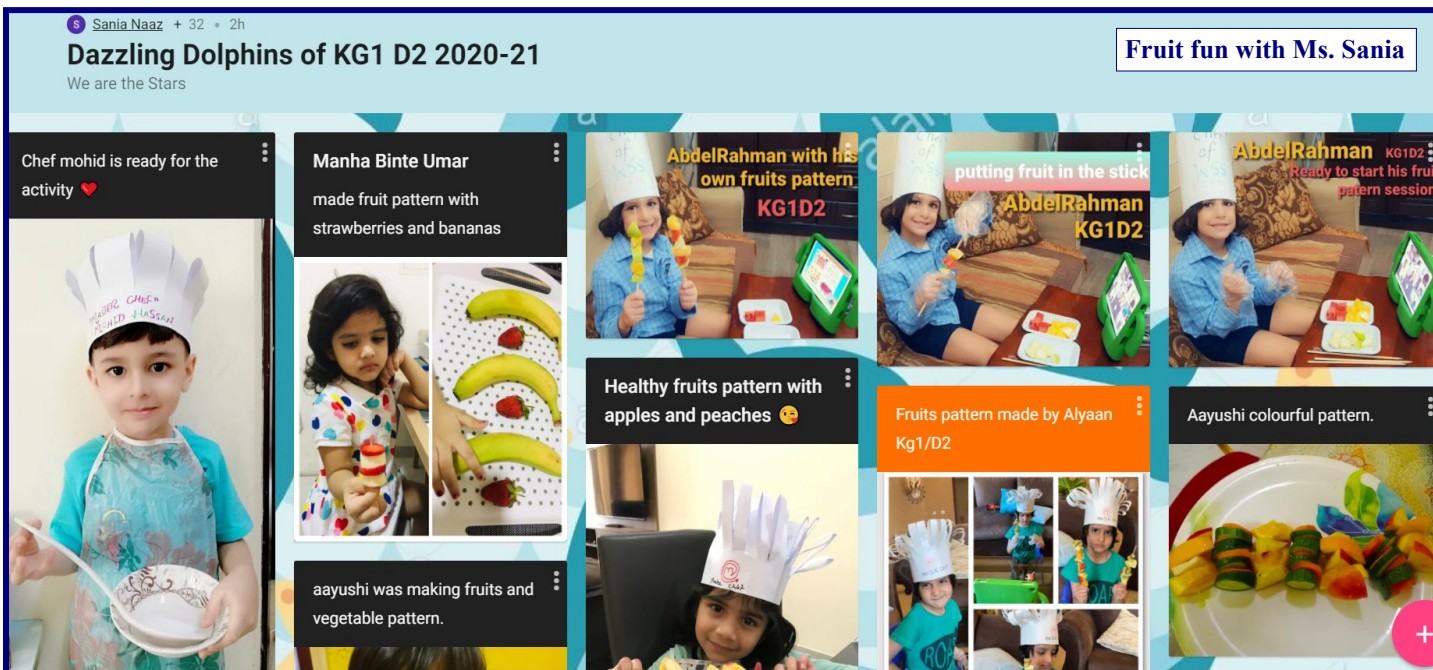 S Sania Naaz + 32 • 2h
Dazzling Dolphins of KG1 D2 2020-21
We are the Stars
Fruit fun with Ms. Sania
Chef mohid is ready for the
activity ❤️
MASTER CHEF
MOHID HASSAN
Manha Binte Umar
made fruit pattern with
strawberries and bananas
aayushi was making fruits and
vegetable pattern.
AbdelRahman with his
own fruits pattern
KG1D2
Healthy fruits pattern with
apples and peaches 😘
putting fruit in the stick
AbdelRahman
KG1D2
Fruits pattern made by Alyaan
Kg1/D2
ROAR
AbdelRahman KG1D2
Ready to start his frui
patern session
Aayushi colourful pattern.
+